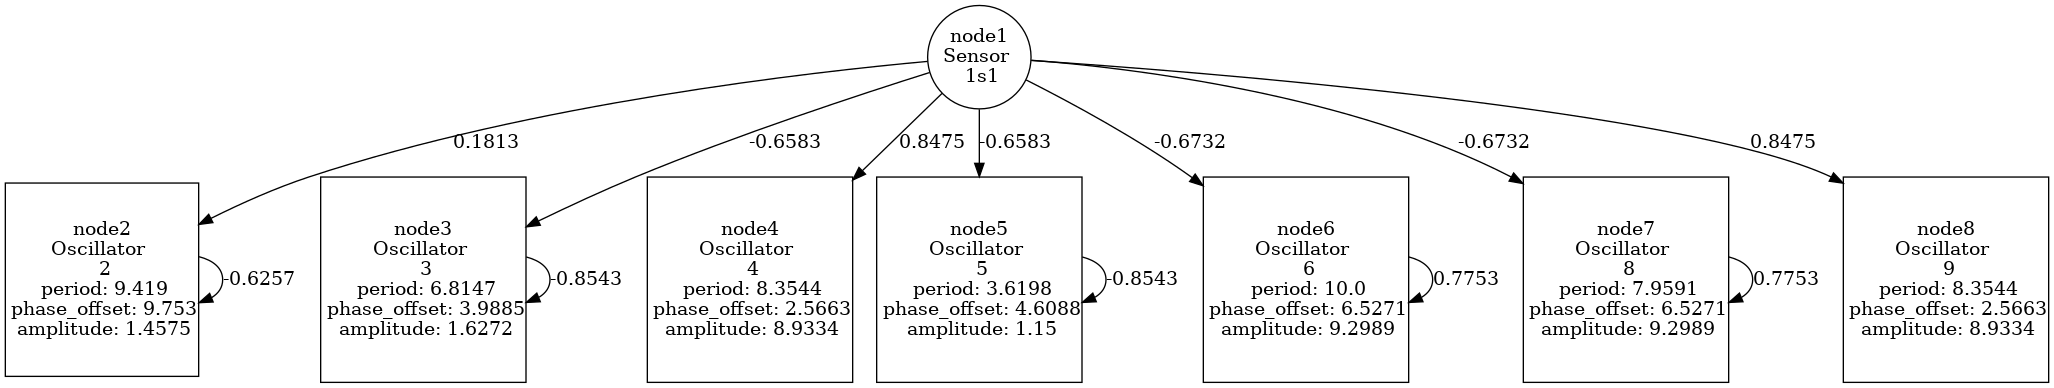 node1
Sensor
1s1
0.1813
-0.6583
0.8475
-0.6583
-0.6732
-0.6732
0.8475
node2
Oscillator
2
period: 9.419
phase_offset: 9.753
amplitude: 1.4575
-0.6257
node3
Oscillator
3
period: 6.8147
phase_offset: 3.9885
amplitude: 1.6272
-0.8543
node4
Oscillator
4
period: 8.3544
phase_offset: 2.5663
amplitude: 8.9334
node5
Oscillator
5
period: 3.6198
phase_offset: 4.6088
amplitude: 1.15
-0.8543
node6
Oscillator
6
period: 10.0
phase_offset: 6.5271
amplitude: 9.2989
0.7753
node7
Oscillator
8
period: 7.9591
phase_offset: 6.5271
amplitude: 9.2989
0.7753
node8
Oscillator
9
period: 8.3544
phase_offset: 2.5663
amplitude: 8.9334